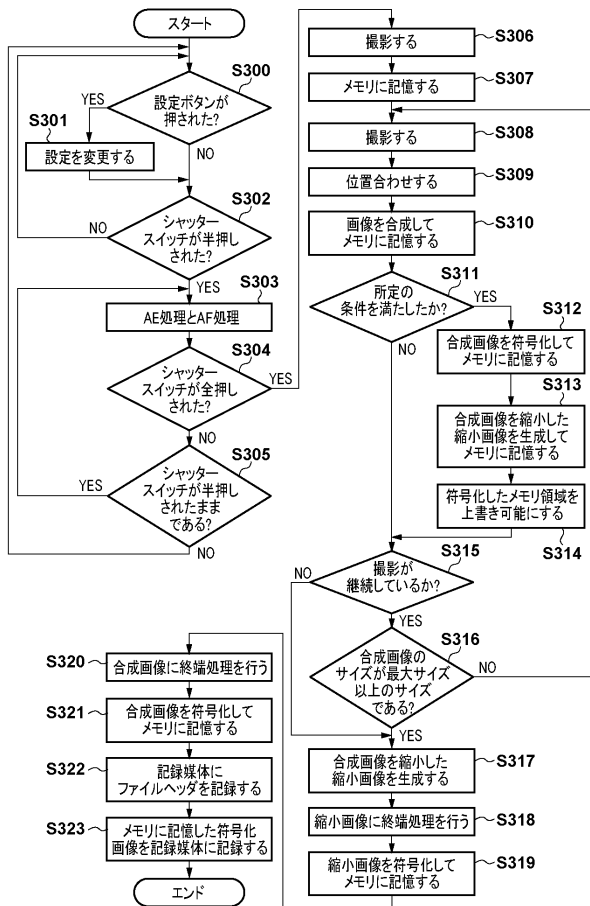 スタート
S300
設定ボタンが
押された?
YES
NO
S301
設定を変更する
S302
シャッター
スイッチが半押し
された?
NO
YES
S303
AE処理とAF処理
S304
シャッター
スイッチが全押し
された?
YES
NO
S305
シャッター
スイッチが半押し
されたまま
である?
YES
NO
撮影する
S306
メモリに記憶する
S307
撮影する
S308
位置合わせする
S309
画像を合成して
メモリに記憶する
S310
S311
所定の
条件を満たしたか?
YES
NO
S312
合成画像を符号化して
メモリに記憶する
S313
合成画像を縮小した
縮小画像を生成して
メモリに記憶する
符号化したメモリ領域を
上書き可能にする
S314
S315
撮影が
継続しているか?
NO
YES
S316
合成画像の
サイズが最大サイズ
以上のサイズ
である?
NO
YES
合成画像を縮小した
縮小画像を生成する
S317
縮小画像に終端処理を行う
S318
縮小画像を符号化して
メモリに記憶する
S319
S320
合成画像に終端処理を行う
S321
合成画像を符号化して
メモリに記憶する
S322
記録媒体に
ファイルヘッダを記録する
S323
メモリに記憶した符号化
画像を記録媒体に記録する
エンド